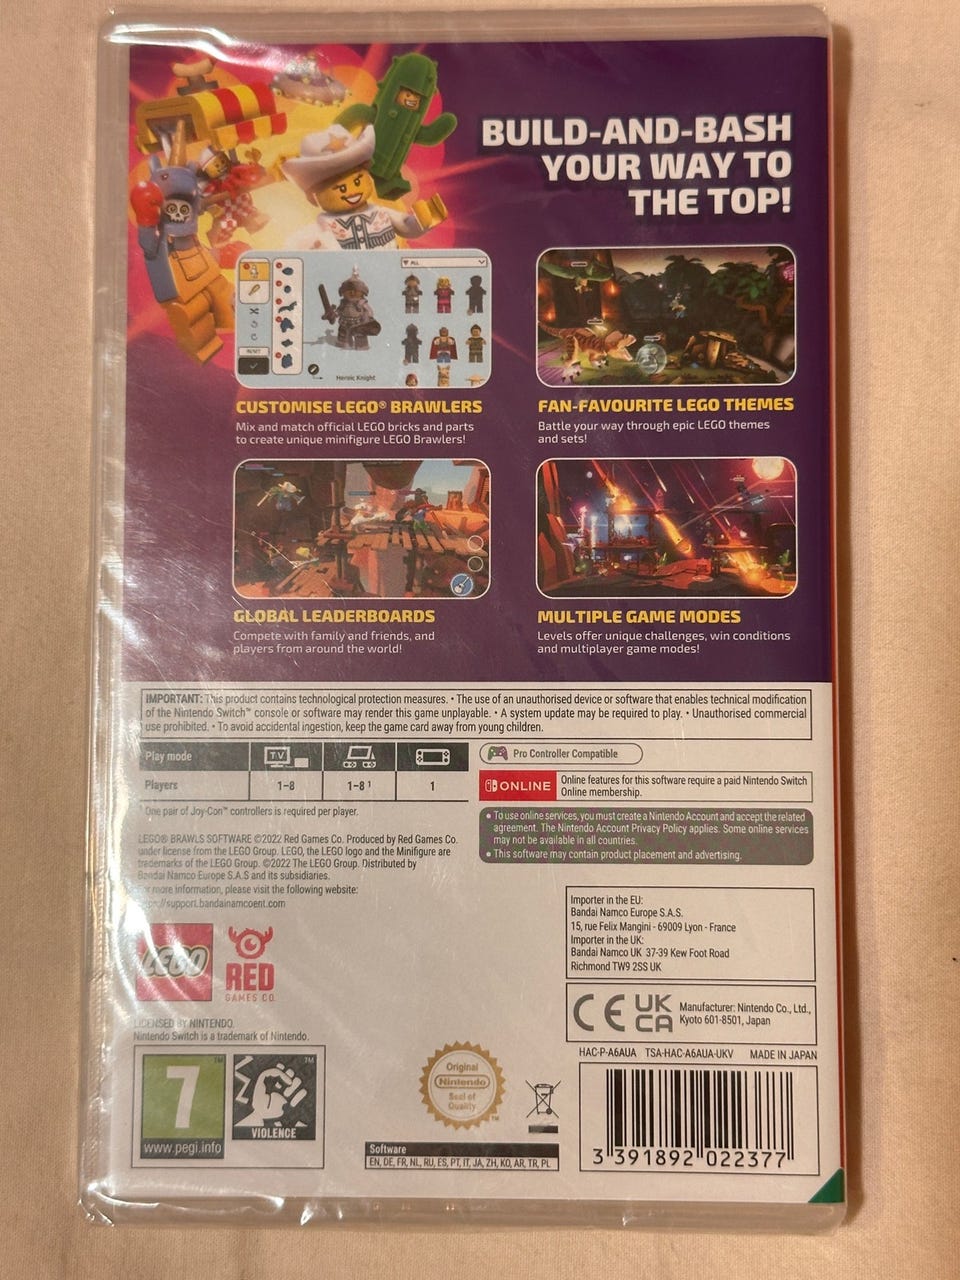 BUILD-AND-BASH
YOUR WAY TO
THE TOP!
ALL
RESET
Heroic Knight
CUSTOMISE LEGO® BRAWLERS
Mix and match official LEGO bricks and parts
to create unique minifigure LEGO Brawlers!
FAN-FAVOURITE LEGO THEMES
Battle your way through epic LEGO themes
and sets!
GLOBAL LEADERBOARDS
Compete with family and friends, and
players from around the world!
MULTIPLE GAME MODES
Levels offer unique challenges, win conditions
and multiplayer game modes!
IMPORTANT: This product contains technological protection measures. • The use of an unauthorised device or software that enables technical modification
of the Nintendo Switch™ console or software may render this game unplayable. • A system update may be required to play. • Unauthorised commercial
use prohibited. • To avoid accidental ingestion, keep the game card away from young children.
Play mode TV
Players 1-8 1-8¹ 1
¹ One pair of Joy-Con™ controllers is required per player.
Pro Controller Compatible
ONLINE
Online features for this software require a paid Nintendo Switch
Online membership.
• To use online services, you must create a Nintendo Account and accept the related
agreement. The Nintendo Account Privacy Policy applies. Some online services
may not be available in all countries.
• This software may contain product placement and advertising.
LEGO® BRAWLS SOFTWARE ©2022 Red Games Co. Produced by Red Games Co.
under license from the LEGO Group. LEGO, the LEGO logo and the Minifigure are
trademarks of the LEGO Group. ©2022 The LEGO Group. Distributed by
Bandai Namco Europe S.A.S and its subsidiaries.
For more information, please visit the following website:
://support.bandainamcoent.com
Importer in the EU:
Bandai Namco Europe S.A.S.
15, rue Felix Mangini - 69009 Lyon - France
Importer in the UK:
Bandai Namco UK 37-39 Kew Foot Road
Richmond TW9 2SS UK
LEGO
RED
GAMES CO.
CE UK
CA
Manufacturer: Nintendo Co., Ltd.,
Kyoto 601-8501, Japan
LICENSED BY NINTENDO.
Nintendo Switch is a trademark of Nintendo.
HAC-P-A6AUA TSA-HAC-A6AUA-UKV MADE IN JAPAN
7
™
www.pegi.info
™
VIOLENCE
Original
Nintendo
Seal of
Quality
™
Software
EN, DE, FR, NL, RU, ES, PT, IT, JA, ZH, KO, AR, TR, PL
3 391892 022377